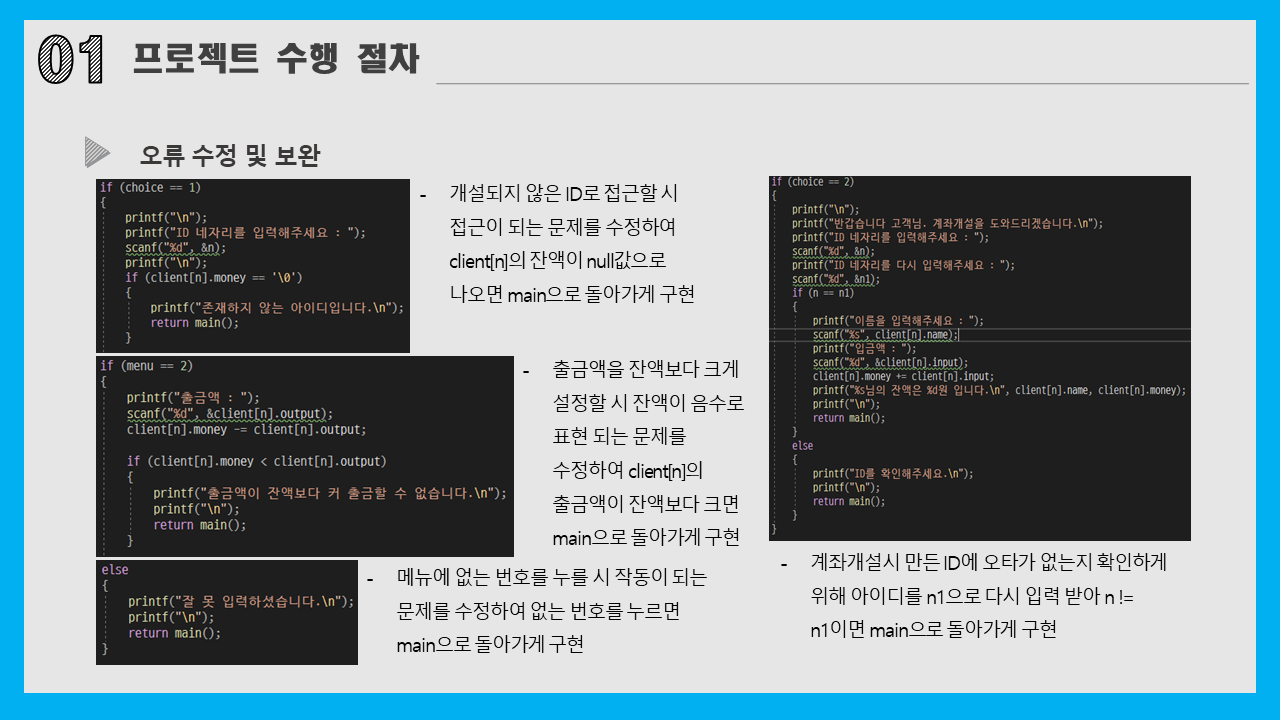 01 프로젝트 수행 절차
오류 수정 및 보완
if (choice == 1)
{
printf("\n");
printf("ID 네자리를 입력해주세요 : ");
scanf("%d", &n);
printf("\n");
if (client[n].money == '\0')
{
printf("존재하지 않는 아이디입니다.\n");
return main();
}
- 개설되지 않은 ID로 접근할 시
접근이 되는 문제를 수정하여
client[n]의 잔액이 null값으로
나오면 main으로 돌아가게 구현
if (menu == 2)
{
printf("출금액 : ");
scanf("%d", &client[n].output);
client[n].money -= client[n].output;
if (client[n].money < client[n].output)
{
printf("출금액이 잔액보다 커 출금할 수 없습니다.\n");
printf("\n");
return main();
}
- 출금액을 잔액보다 크게
설정할 시 잔액이 음수로
표현 되는 문제를
수정하여 client[n]의
출금액이 잔액보다 크면
main으로 돌아가게 구현
else
{
printf("잘 못 입력하셨습니다.\n");
printf("\n");
return main();
}
- 메뉴에 없는 번호를 누를 시 작동이 되는
문제를 수정하여 없는 번호를 누르면
main으로 돌아가게 구현
if (choice == 2)
{
printf("\n");
printf("반갑습니다 고객님. 계좌개설을 도와드리겠습니다.\n");
printf("ID 네자리를 입력해주세요 : ");
scanf("%d", &n);
printf("ID 네자리를 다시 입력해주세요 : ");
scanf("%d", &n1);
if (n == n1)
{
printf("이름을 입력해주세요 : ");
scanf("%s", client[n].name);
printf("입금액 : ");
scanf("%d", &client[n].input);
client[n].money += client[n].input;
printf("%s님의 잔액은 %d원 입니다.\n", client[n].name, client[n].money);
printf("\n");
return main();
}
else
{
printf("ID를 확인해주세요.\n");
printf("\n");
return main();
}
}
- 계좌개설시 만든 ID에 오타가 없는지 확인하게
위해 아이디를 n1으로 다시 입력 받아 n !=
n1이면 main으로 돌아가게 구현